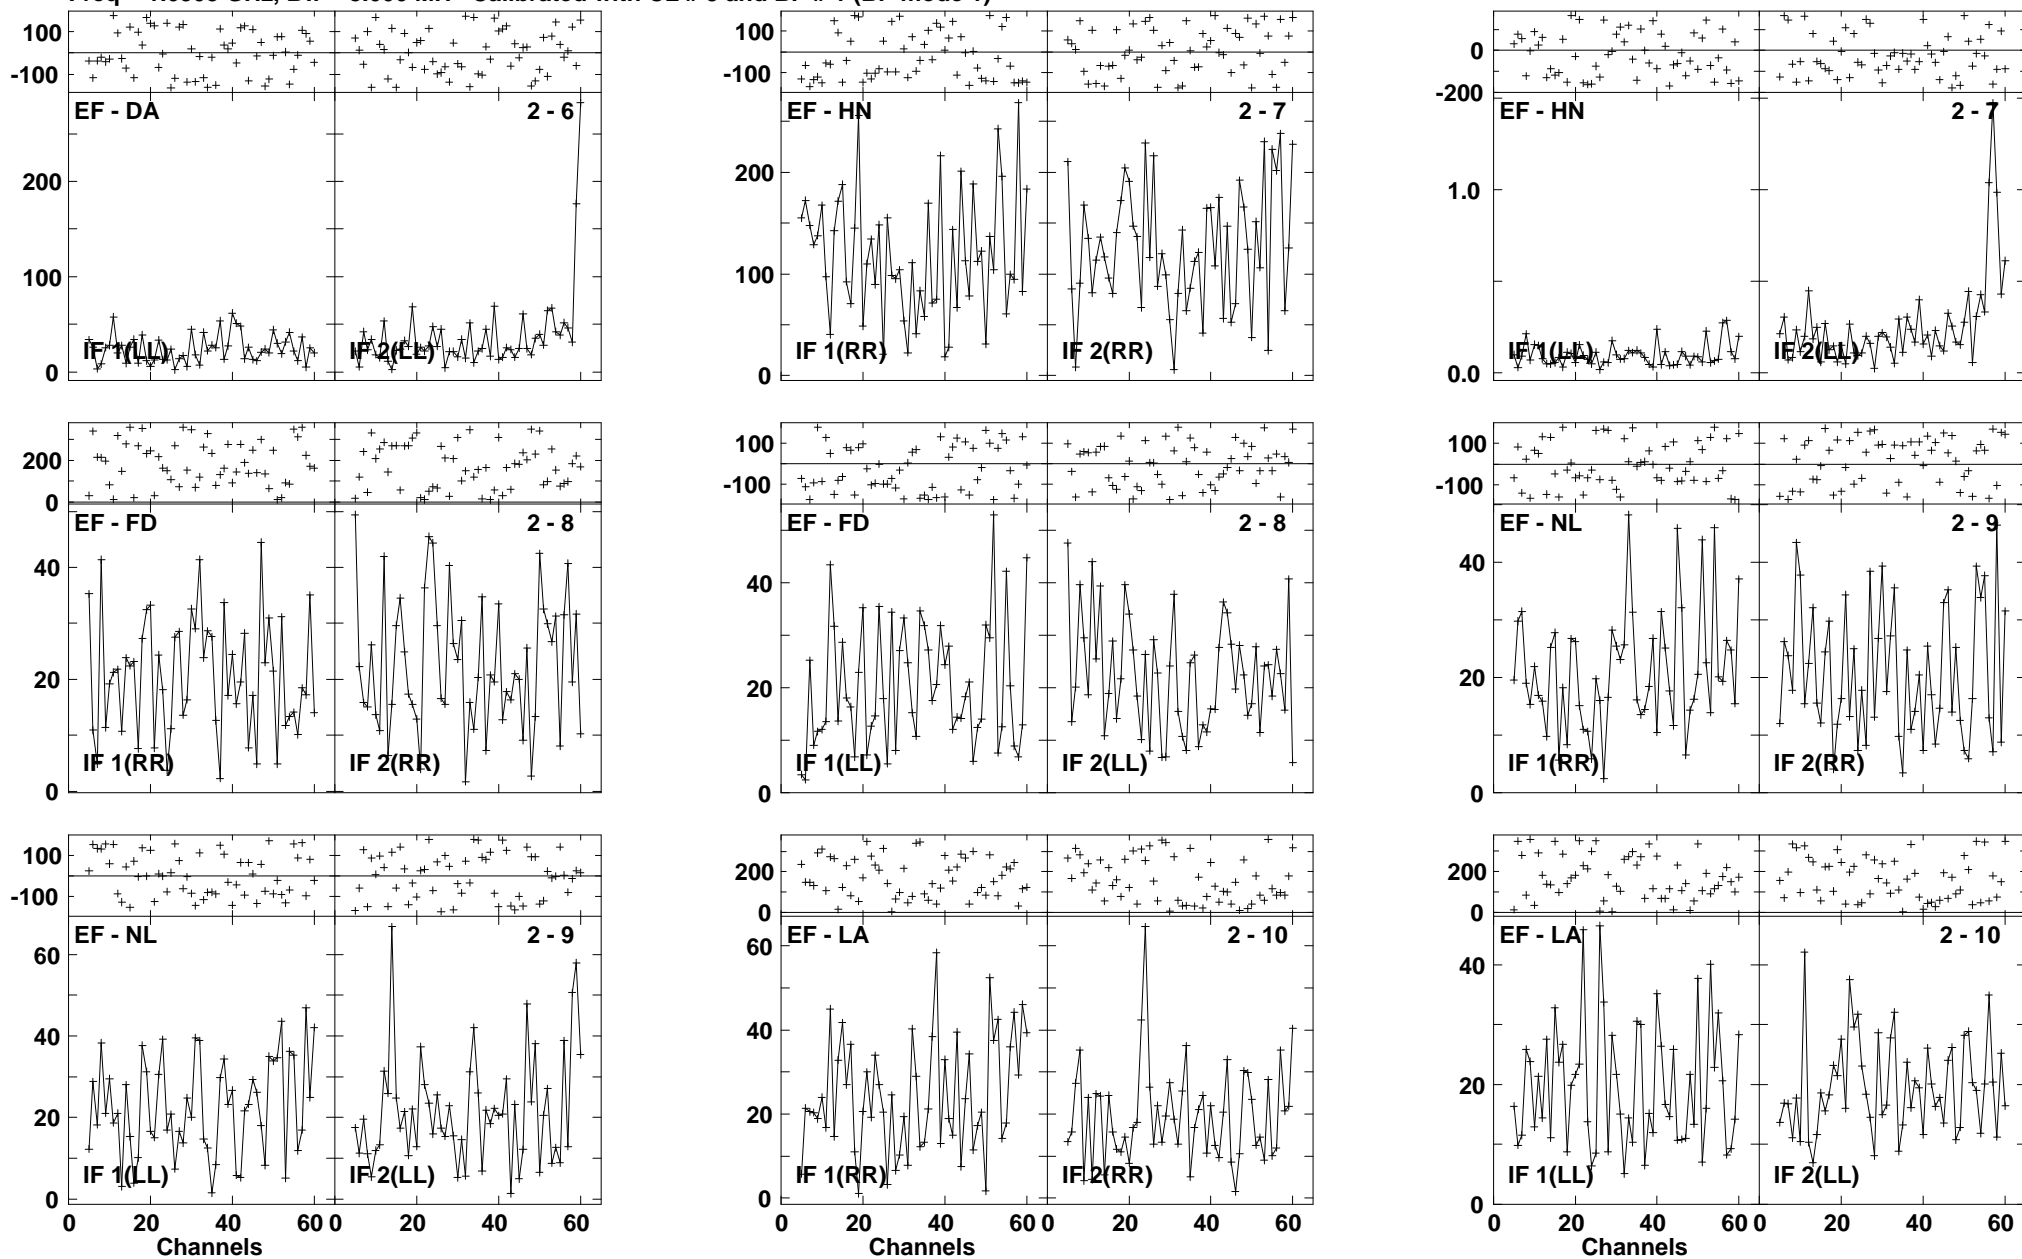 100 100 0
-100 -100 -200
EF - DA 2 - 6 EF - HN 2 - 7 EF - HN 2 - 7
200 200 1.0
100 100
IF 1(LL) IF 2(LL) IF 1(RR) IF 2(RR) IF 1(LL) IF 2(LL)
0 0 0.0
200 100 100
0 -100 -100
EF - FD 2 - 8 EF - FD 2 - 8 EF - NL 2 - 9
40 40 40
20 20 20
IF 1(RR) IF 2(RR) IF 1(LL) IF 2(LL) IF 1(RR) IF 2(RR)
0 0 0
100 200 200
-100 0 0
EF - NL 2 - 9 EF - LA 2 - 10 EF - LA 2 - 10
60 60 40
40 40 20
20 20
IF 1(LL) IF 2(LL) IF 1(RR) IF 2(RR) IF 1(LL) IF 2(LL)
0 0 0
0 20 40 60 0 20 40 60 0 20 40 60 0 20 40 60 0 20 40 60 0 20 40 60
Channels Channels Channels